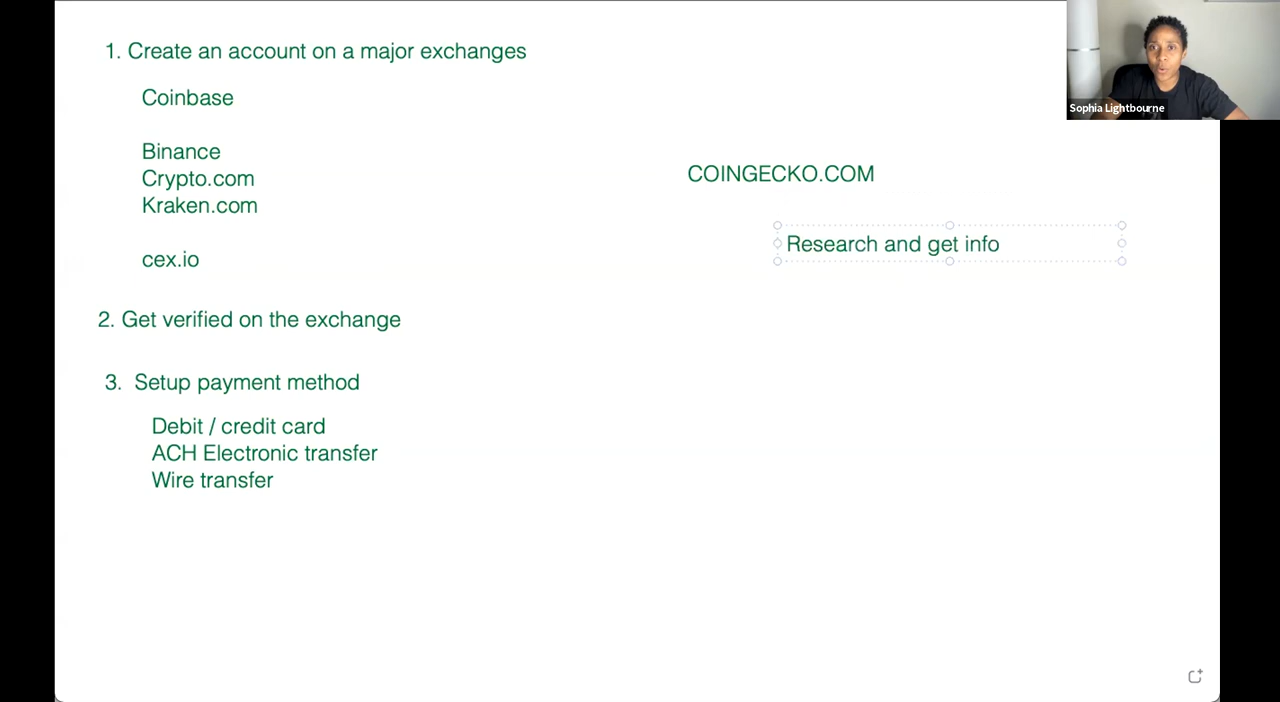 1. Create an account on a major exchanges
Coinbase
Binance
Crypto.com
Kraken.com
cex.io
2. Get verified on the exchange
3. Setup payment method
Debit / credit card
ACH Electronic transfer
Wire transfer
COINGECKO.COM
Research and get info
Sophia Lightbourne